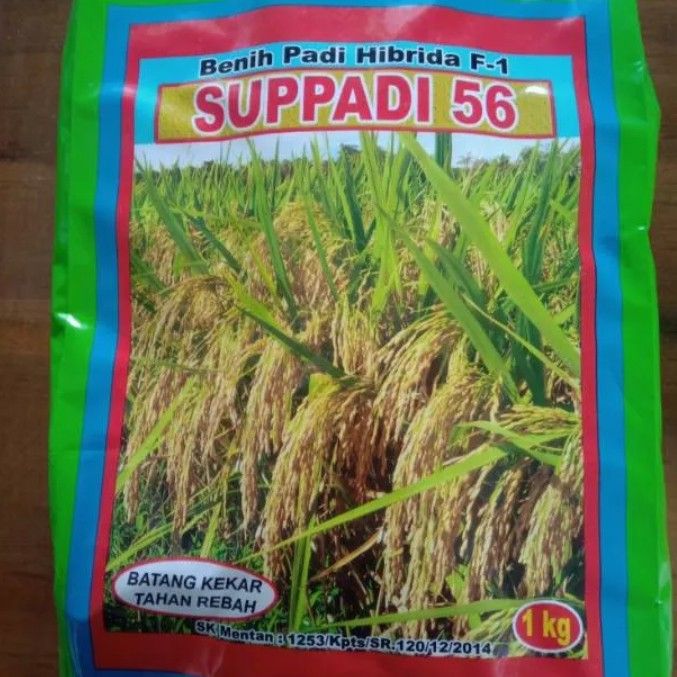 Benih Padi Hibrida F-1
SUPPADI 56
BATANG KEKAR
TAHAN REBAH
SK Mentan : 1253/Kpts/SR.120/12/2014
1 kg